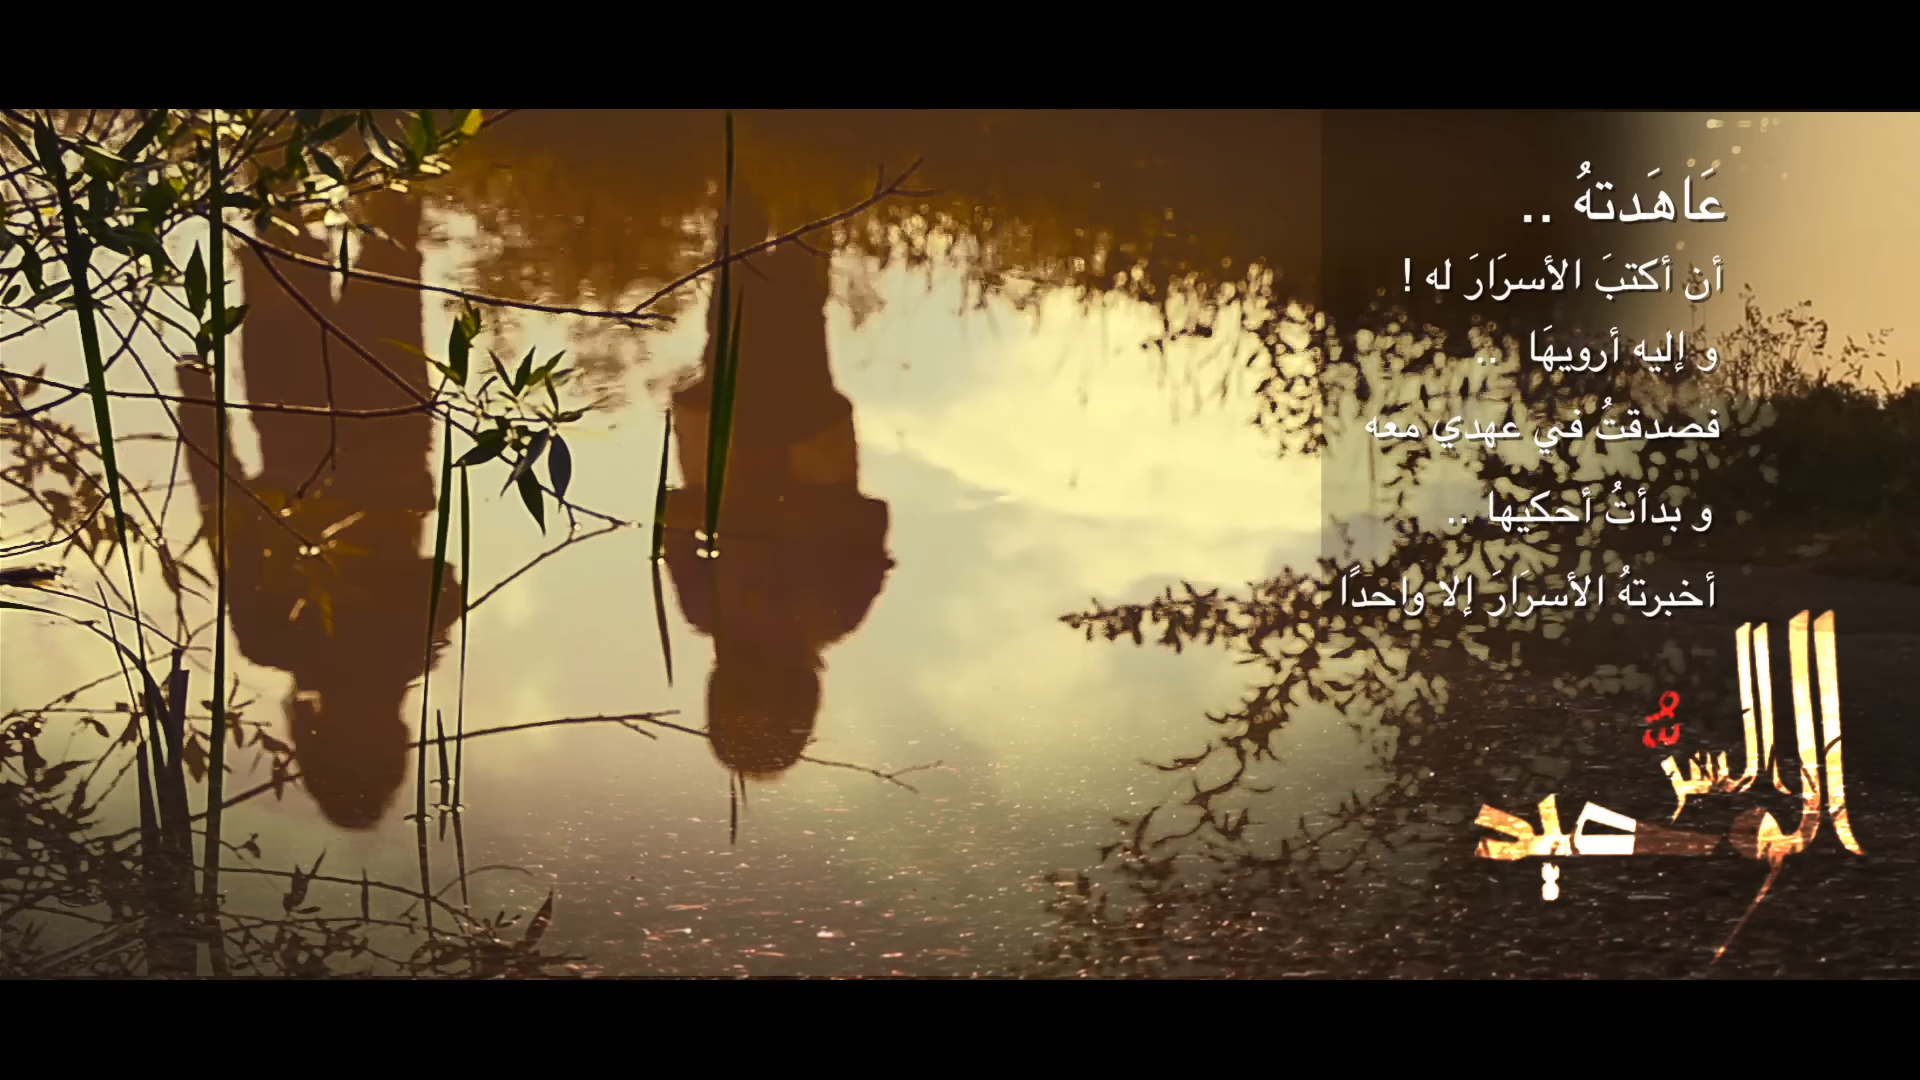 عَاهَدتهُ ..
أن أكتبَ الأسرَارَ له !
و إليه أرويهَا ..
فصدقتُ في عهدي معه
و بدأتُ أحكيها ..
أخبرتهُ الأسرَارَ إلا واحدًا
السرُّ
الوحيد